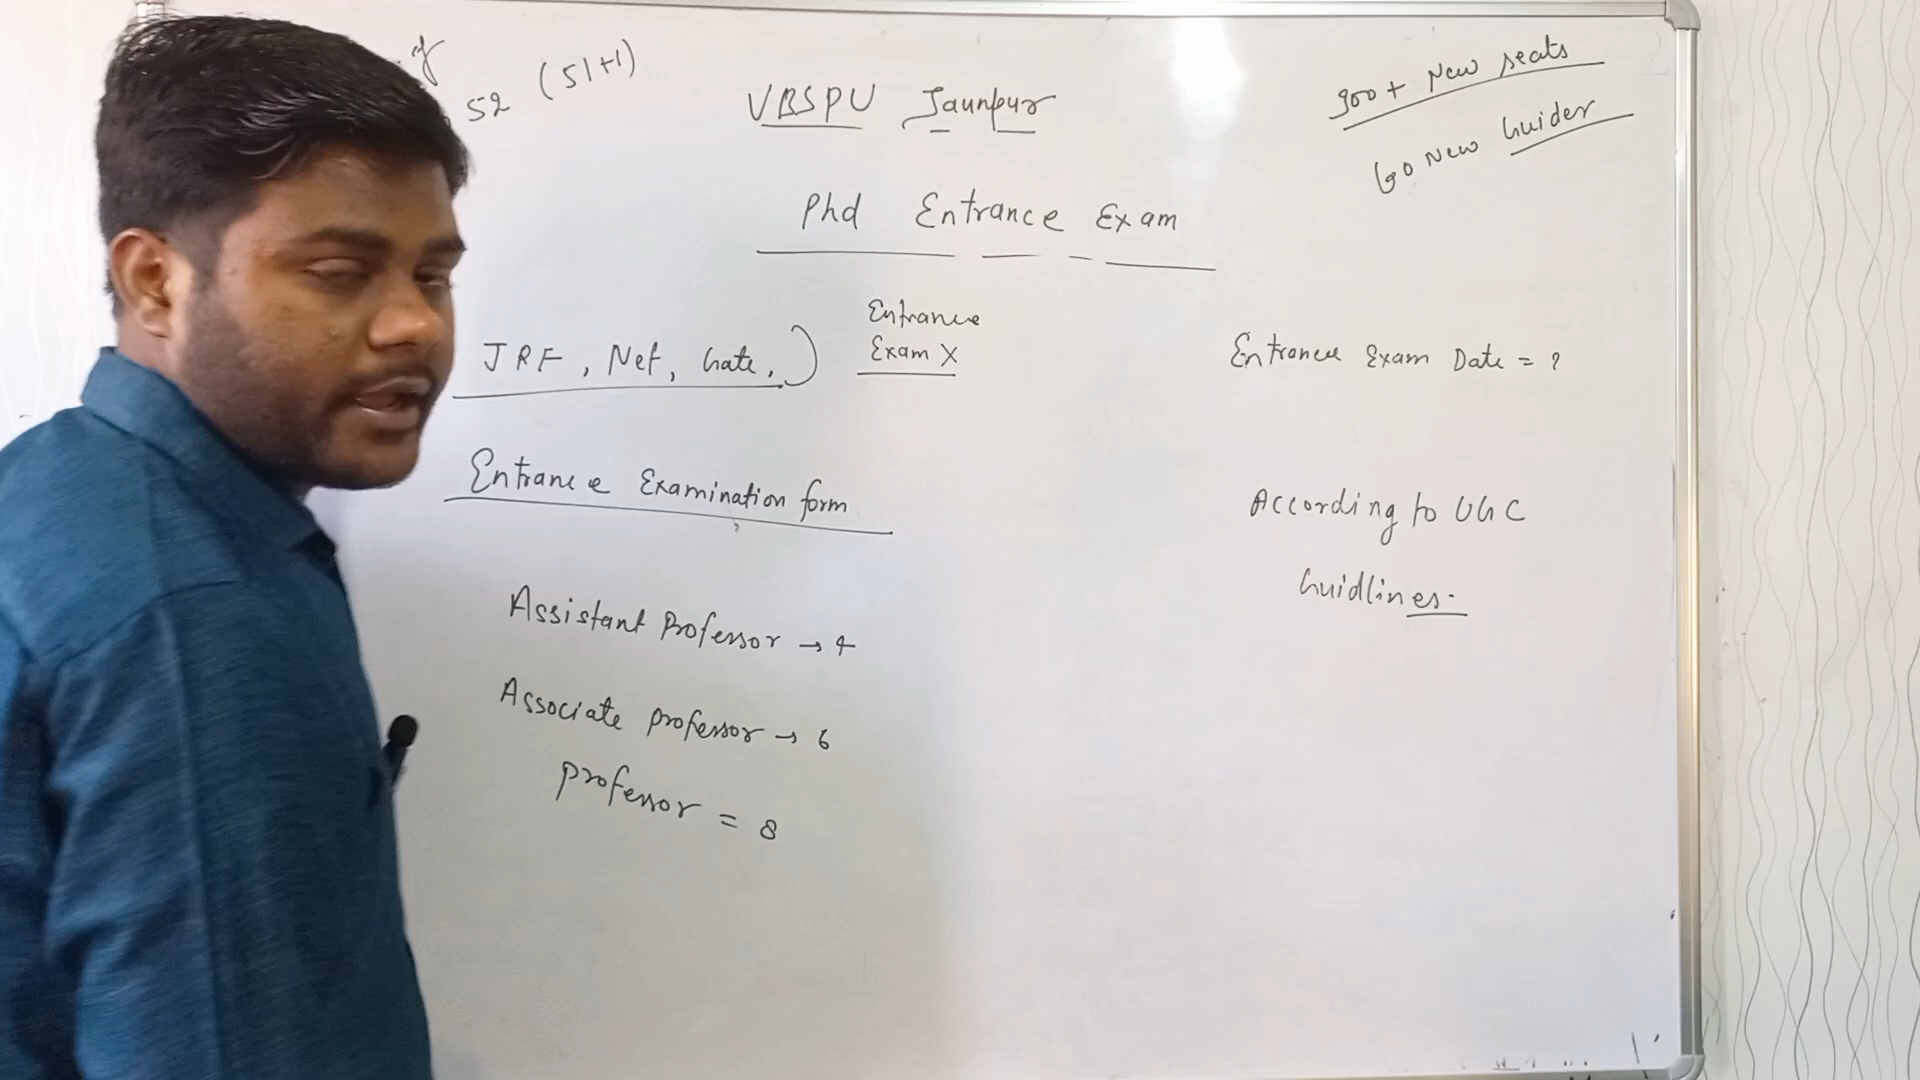 52 (51+1)
VBSPU Jaunpur
300+ New seats
60 New Guider
Phd Entrance Exam
JRF, Net, Gate,)
Entrance
Exam X
Entrance Exam Date = ?
Entrance Examination form
According to UGC
Guidlines.
Assistant Professor → 4
Associate professor → 6
professor = 8